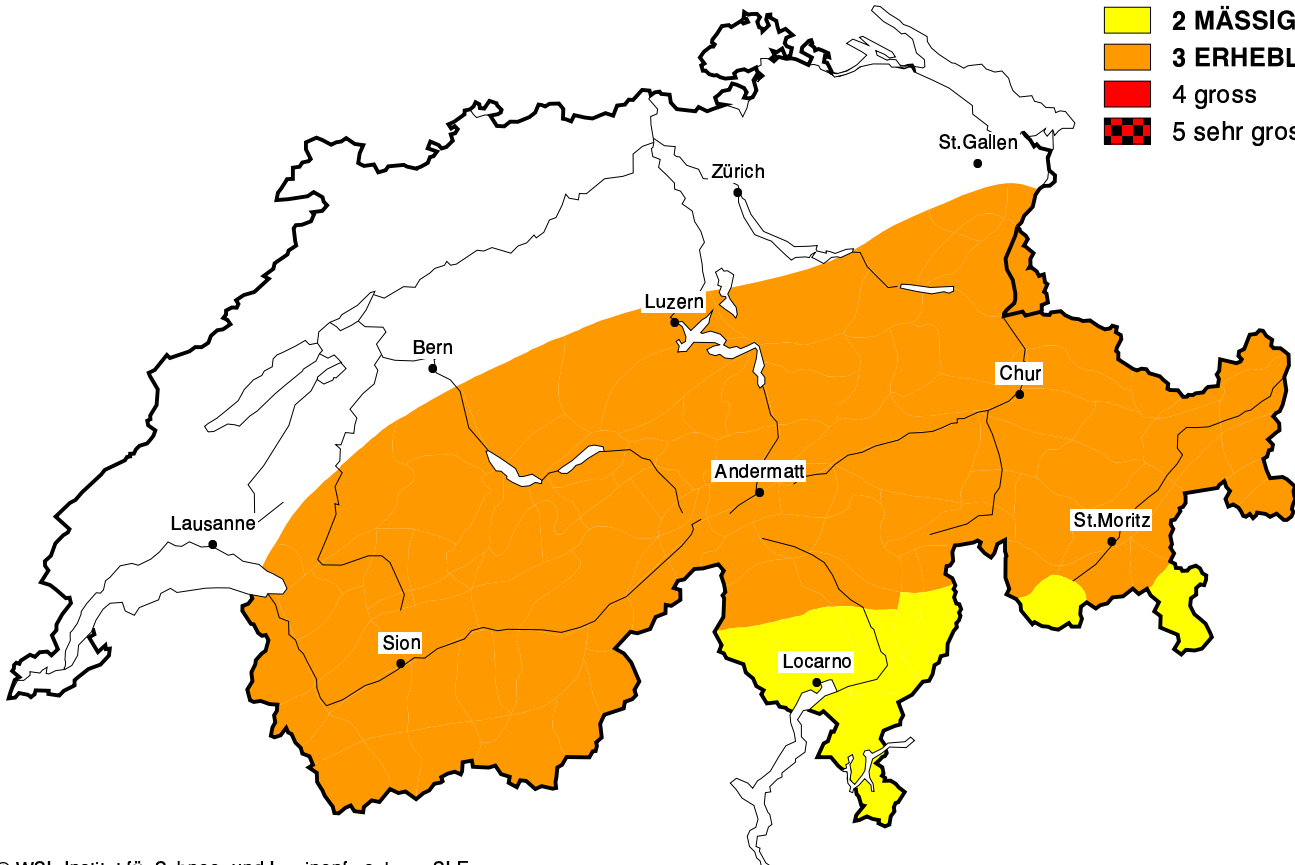 2 MÄSSIG
3 ERHEBL
4 gross
5 sehr gros
St.Gallen
Zürich
Luzern
Bern
Chur
Andermatt
Lausanne
St.Moritz
Sion
Locarno